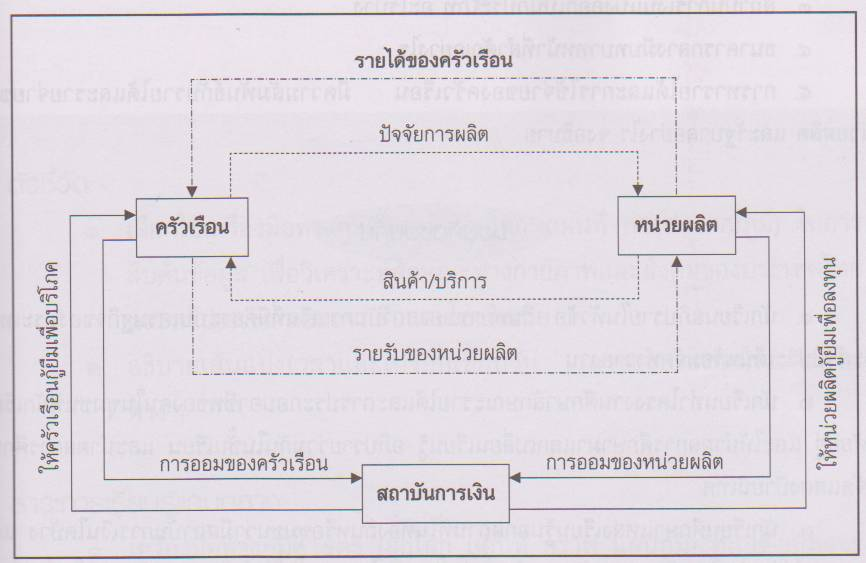 รายได้ของครัวเรือน
ปัจจัยการผลิต
ครัวเรือน
หน่วยผลิต
สินค้า/บริการ
รายรับของหน่วยผลิต
ให้ครัวเรือนกู้ยืมเพื่อบริโภค
ให้หน่วยผลิตกู้ยืมเพื่อลงทุน
การออมของครัวเรือน
การออมของหน่วยผลิต
สถาบันการเงิน